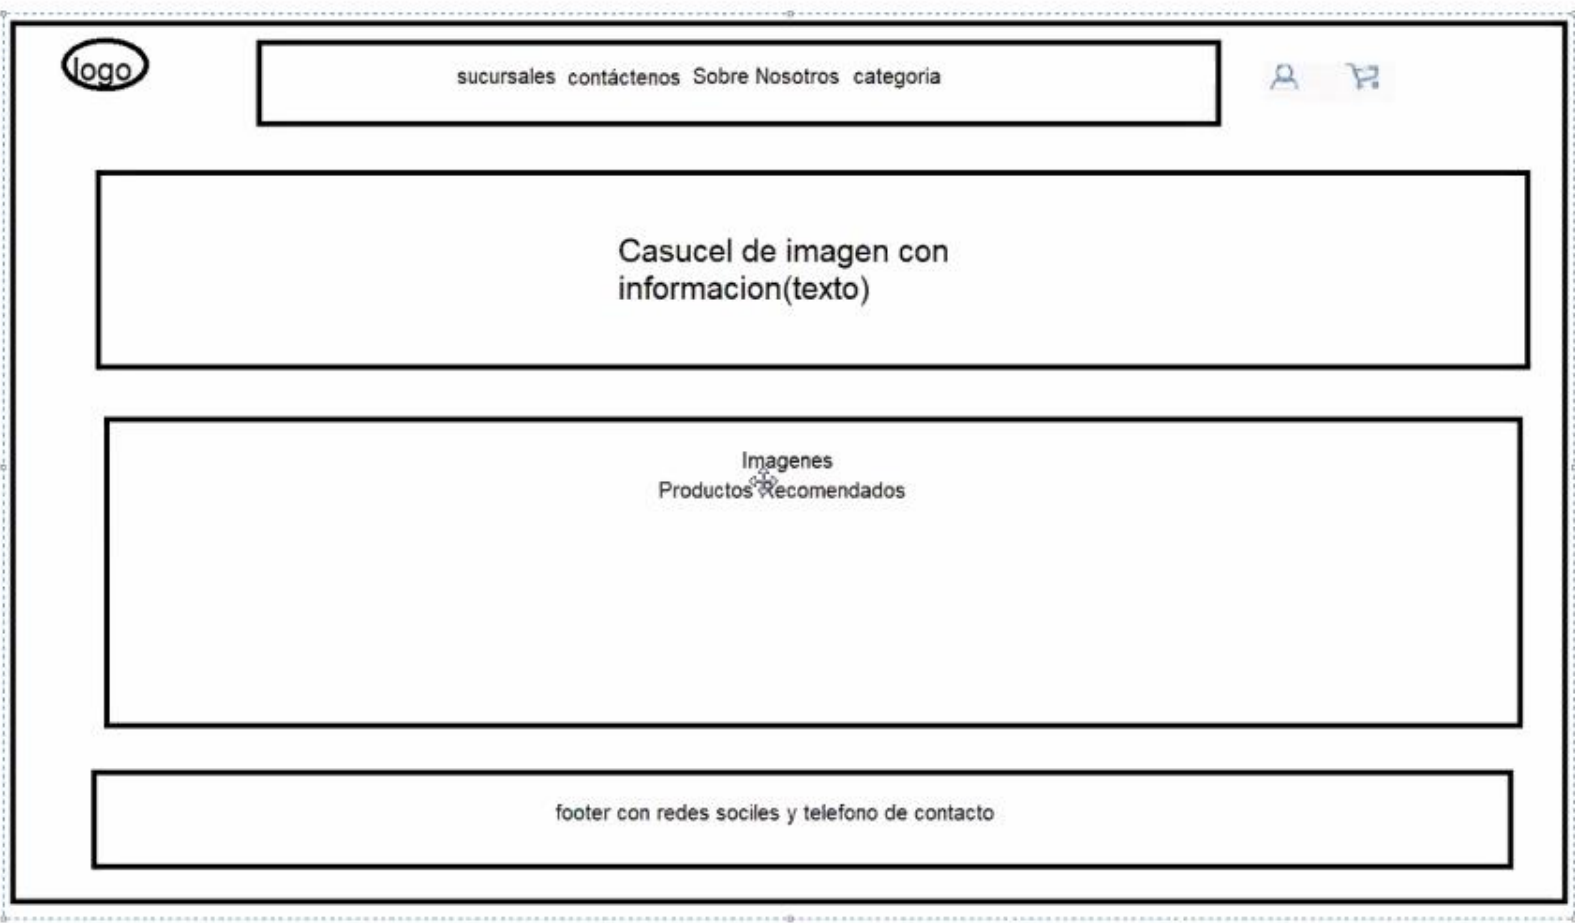 logo
sucursales contáctenos Sobre Nosotros categoria
Casucel de imagen con
informacion(texto)
Imagenes
Productos Recomendados
footer con redes sociles y telefono de contacto